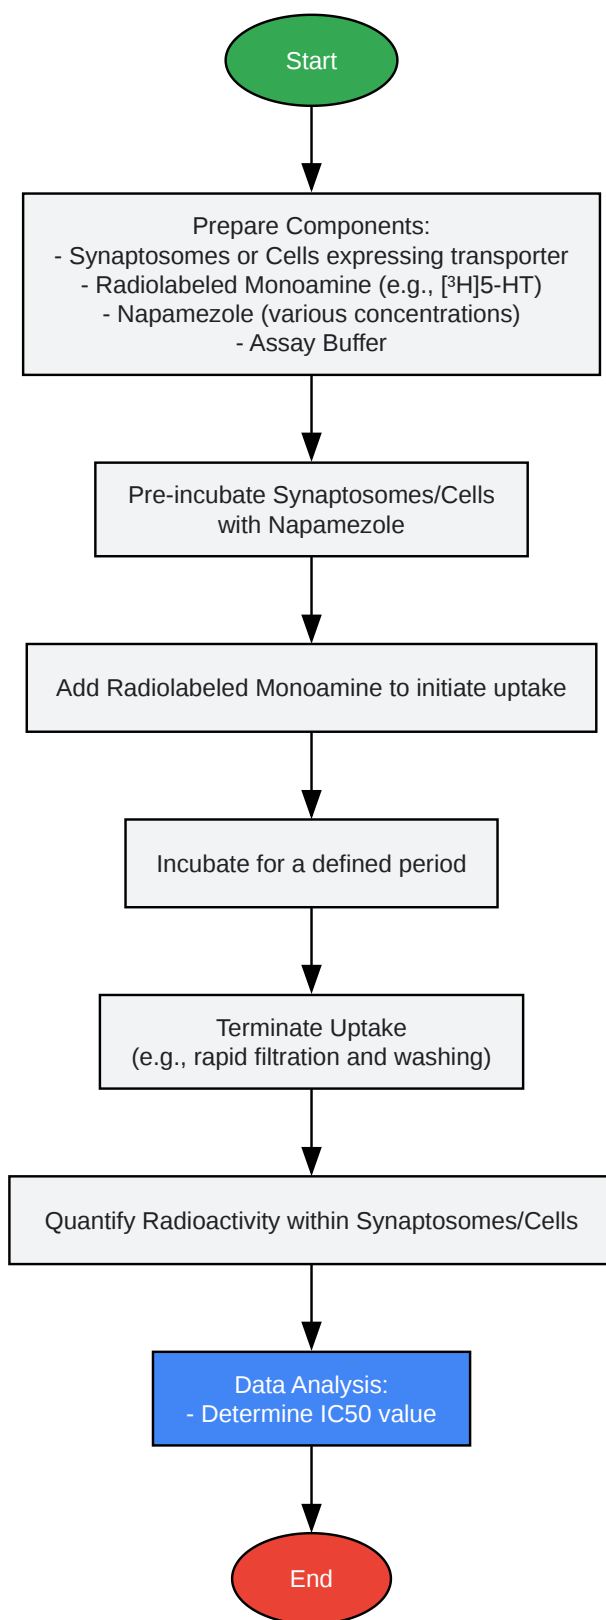 Start
Prepare Components:
- Synaptosomes or Cells expressing transporter
- Radiolabeled Monoamine (e.g., [³H]5-HT)
- Napamezole (various concentrations)
- Assay Buffer
Pre-incubate Synaptosomes/Cells
with Napamezole
Add Radiolabeled Monoamine to initiate uptake
Incubate for a defined period
Terminate Uptake
(e.g., rapid filtration and washing)
Quantify Radioactivity within Synaptosomes/Cells
Data Analysis:
- Determine IC50 value
End